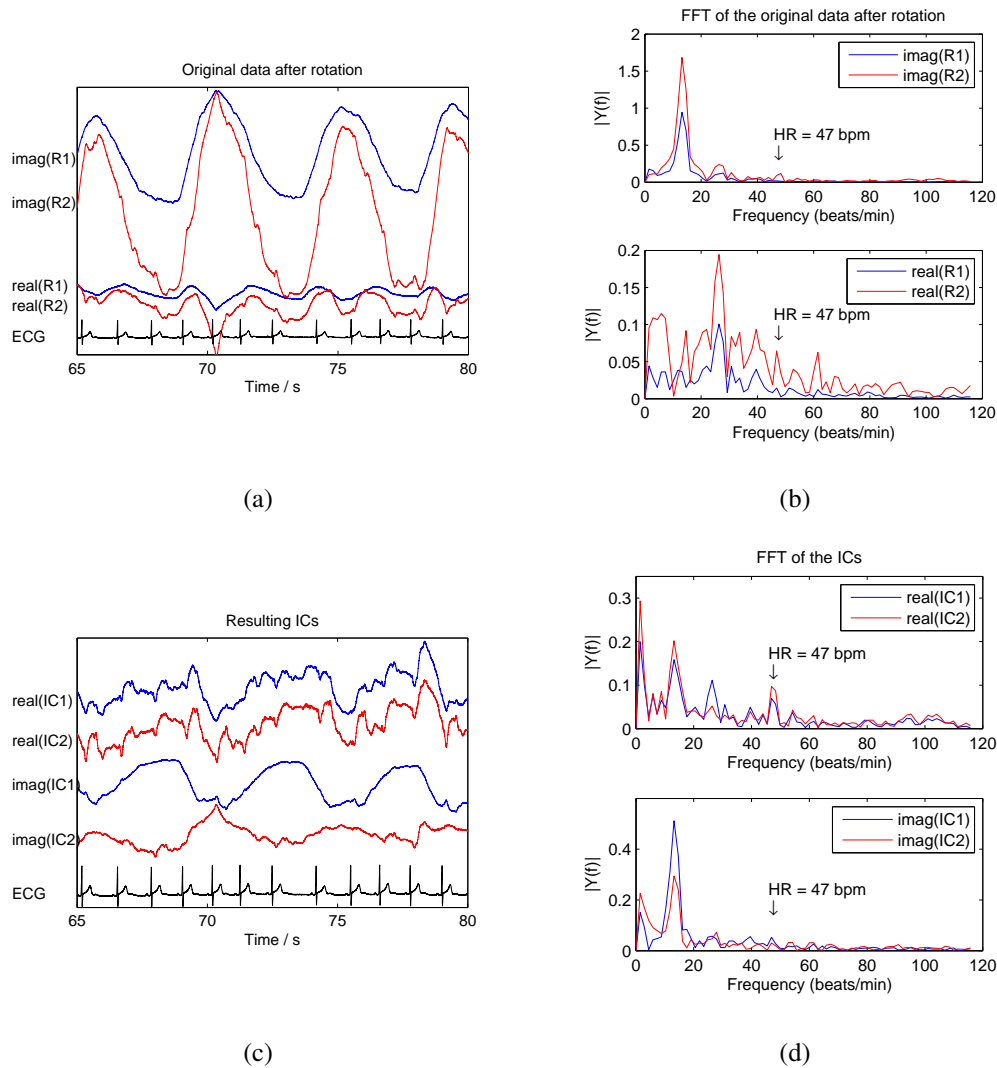 Original data after rotation
imag(R1)
imag(R2)
real(R1)
real(R2)
ECG
65 70 75 80
Time / s
(a)
FFT of the original data after rotation
2
1.5
1
0.5
0
|Y(f)|
imag(R1)
imag(R2)
HR = 47 bpm
↓
0 20 40 60 80 100 120
Frequency (beats/min)
0.2
0.15
0.1
0.05
0
|Y(f)|
real(R1)
real(R2)
HR = 47 bpm
↓
0 20 40 60 80 100 120
Frequency (beats/min)
(b)
Resulting ICs
real(IC1)
real(IC2)
imag(IC1)
imag(IC2)
ECG
65 70 75 80
Time / s
(c)
FFT of the ICs
0.3
0.2
0.1
0
|Y(f)|
real(IC1)
real(IC2)
HR = 47 bpm
↓
0 20 40 60 80 100 120
Frequency (beats/min)
0.4
0.2
0
|Y(f)|
imag(IC1)
imag(IC2)
HR = 47 bpm
↓
0 20 40 60 80 100 120
Frequency (beats/min)
(d)